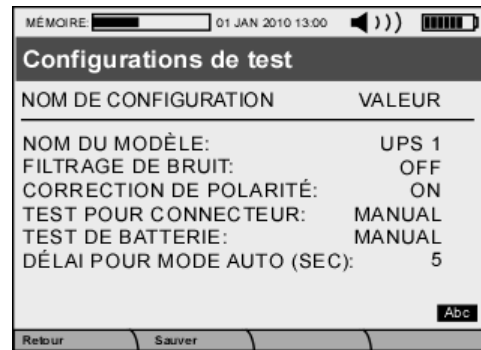 MÉMOIRE: 01 JAN 2010 13:00
Configurations de test
NOM DE CONFIGURATION VALEUR
NOM DU MODÈLE: UPS 1
FILTRAGE DE BRUIT: OFF
CORRECTION DE POLARITÉ: ON
TEST POUR CONNECTEUR: MANUAL
TEST DE BATTERIE: MANUAL
DÉLAI POUR MODE AUTO (SEC): 5
Abc
Retour Sauver